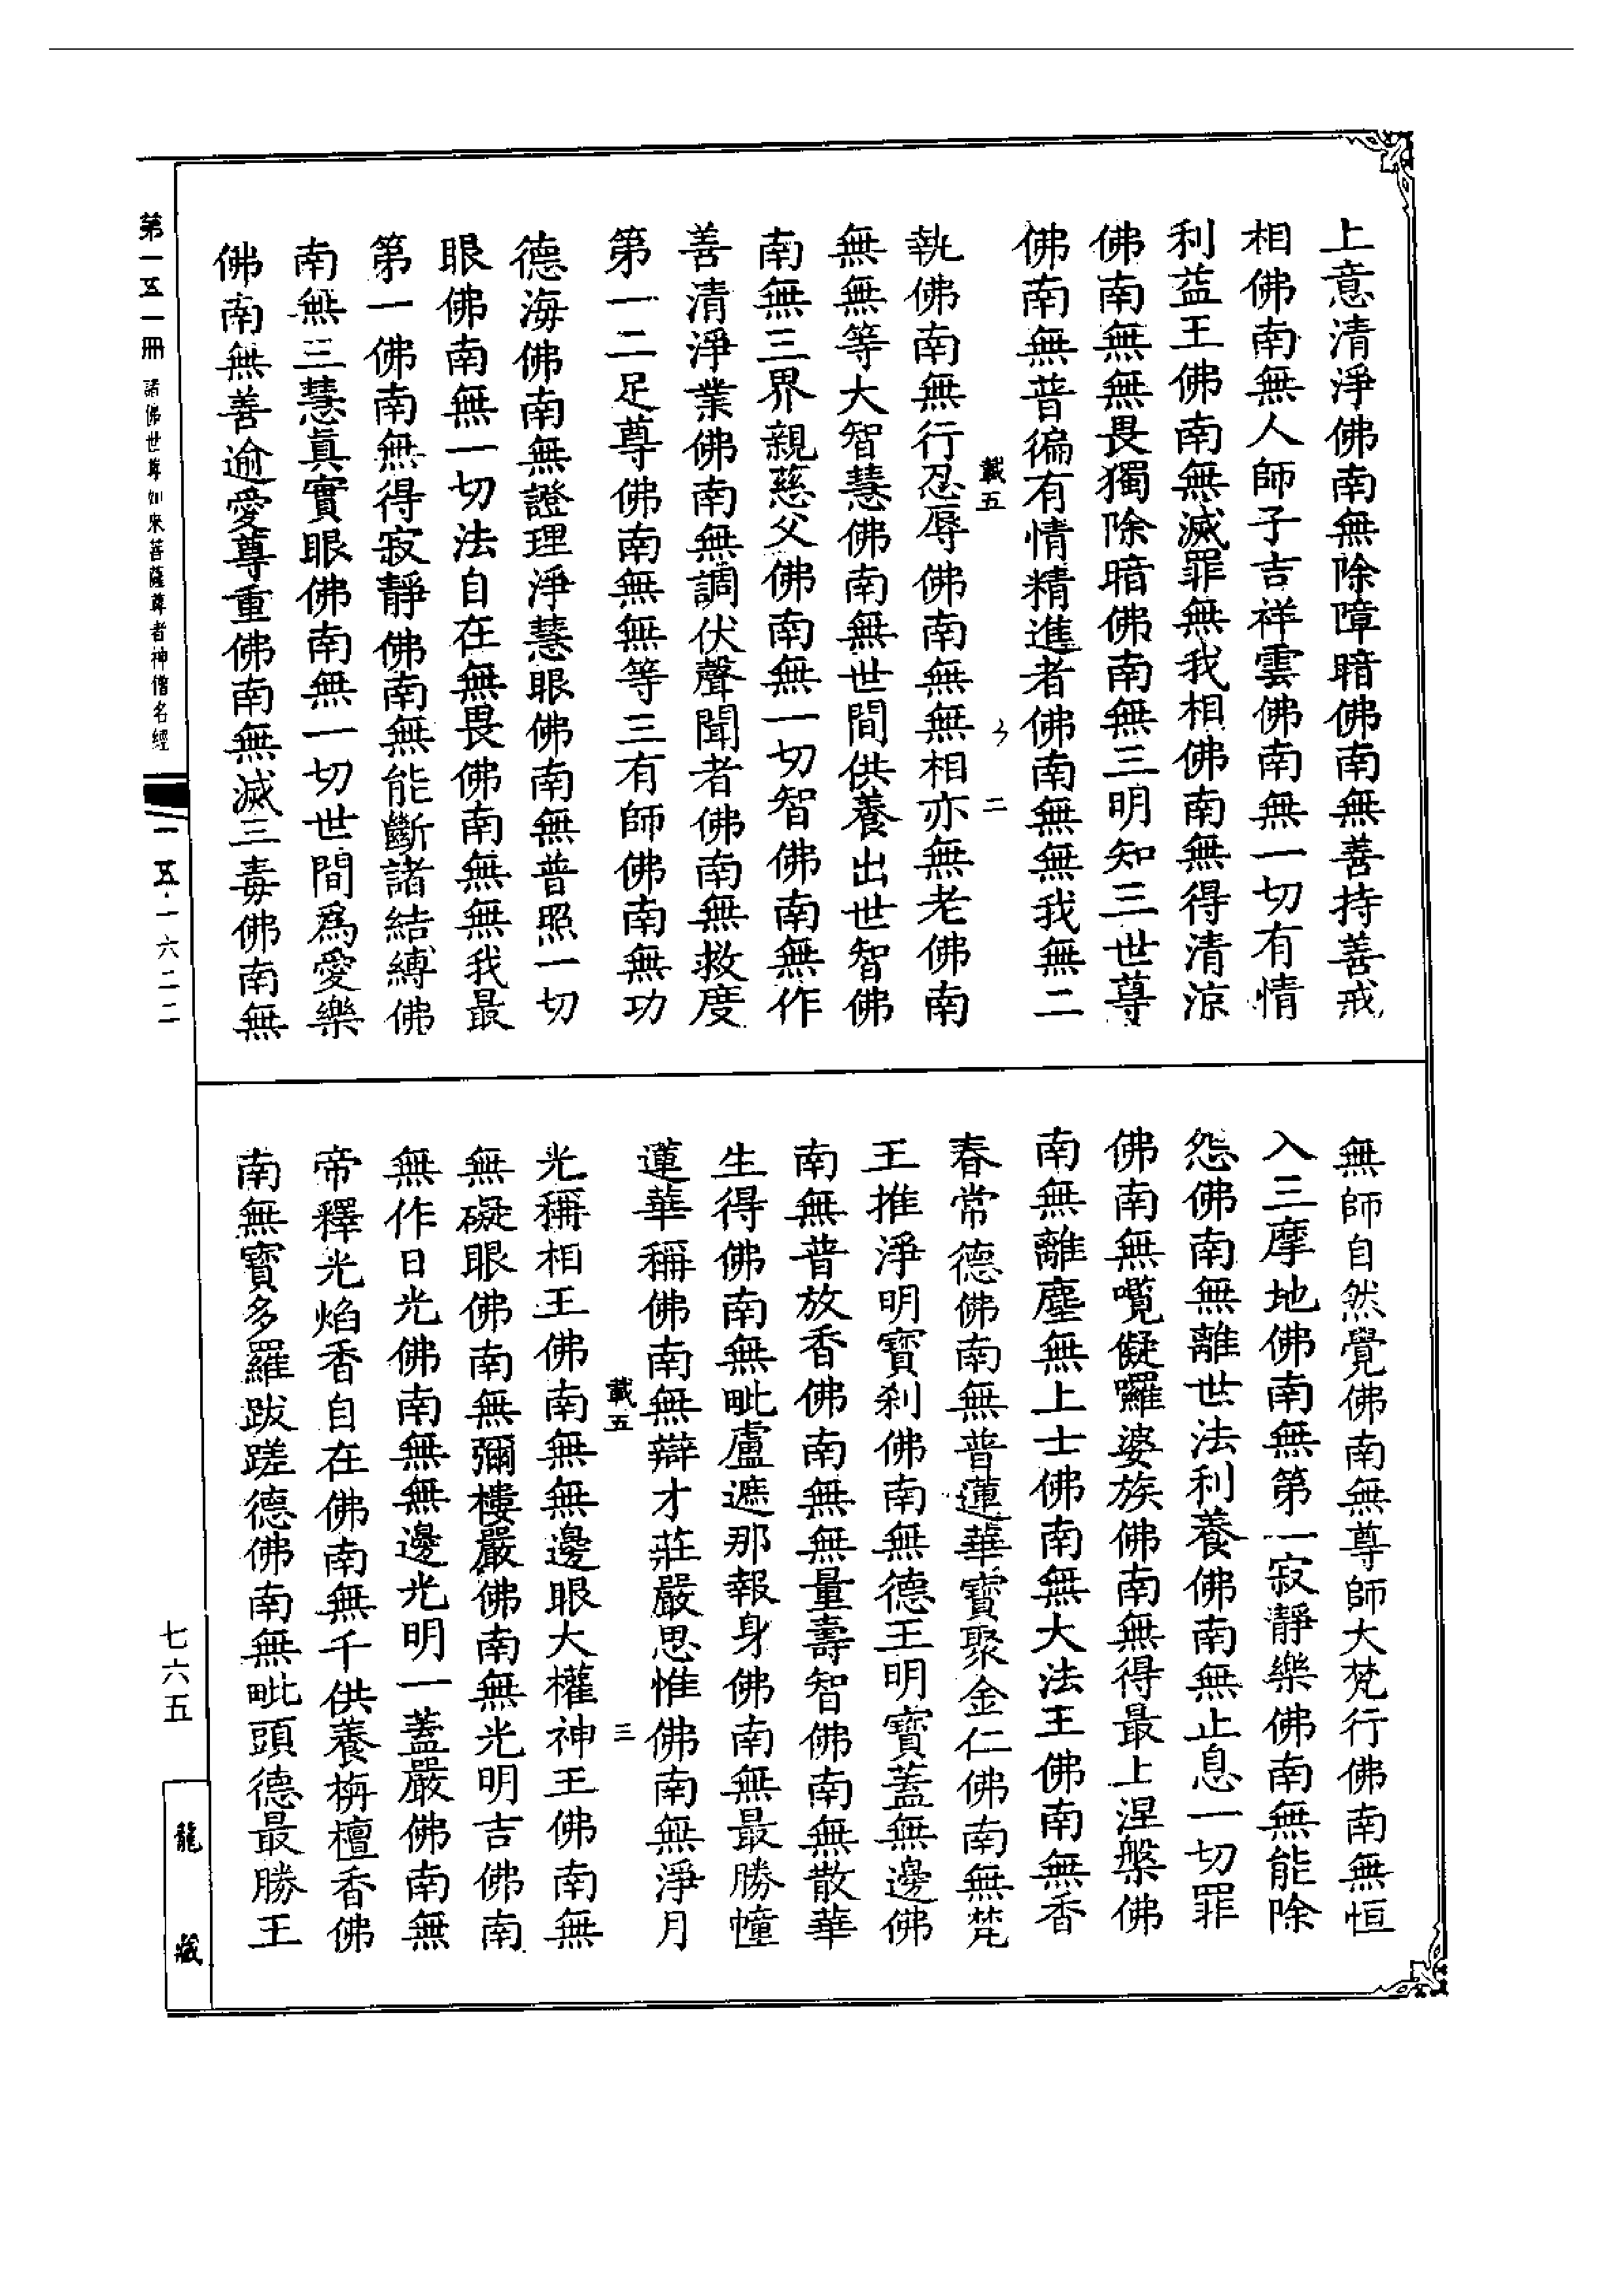 上意清淨佛南無除障暗佛南無善持善戒
相佛南無人師子吉祥雲佛南無一切有情
利益王佛南無滅罪無我相佛南無得清涼
佛南無無畏獨除暗佛南無三明知三世尊
佛南無普徧有情精進者佛南無無我無二
載五
二
執佛南無行忍辱佛南無無相亦無老佛南
無無等大智慧佛南無世間供養出世智佛
南無三界親慈父佛南無一切智佛南無作
善清淨業佛南無調伏聲聞者佛南無救度
第一二足尊佛南無無等三有師佛南無功
德海佛南無證理淨慧眼佛南無普照一切
眼佛南無一切法自在無畏佛南無無我最
第一佛南無得寂靜佛南無能斷諸結縛佛
南無三慧真實眼佛南無一切世間爲愛樂
佛南無善逾愛尊重佛南無滅三毒佛南無
無師自然覺佛南無尊師大梵行佛南無恒
入三摩地佛南無第一寂靜樂佛南無能除
怨佛南無離世法利養佛南無止息一切罪
佛南無嚂儗囉婆族佛南無得最上涅槃佛
南無離塵無上士佛南無大法王佛南無香
春常德佛南無普蓮華寶聚金仁佛南無梵
王推淨明寶刹佛南無德王明寶蓋無邊佛
南無普放香佛南無無量壽智佛南無散華
生得佛南無毗盧遮那報身佛南無最勝幢
蓮華稱佛南無辯才莊嚴思惟佛南無淨月
載五
三
光稱相王佛南無無邊眼大權神王佛南無
無礙眼佛南無彌樓嚴佛南無光明吉佛南
無作日光佛南無無邊光明一蓋嚴佛南無
帝釋光焰香自在佛南無千供養栴檀香佛
南無寶多羅跋蹉德佛南無毗頭德最勝王
第一五一冊 諸佛世尊如來菩薩尊者神僧名經
一五·一六二二
七六五
龍藏